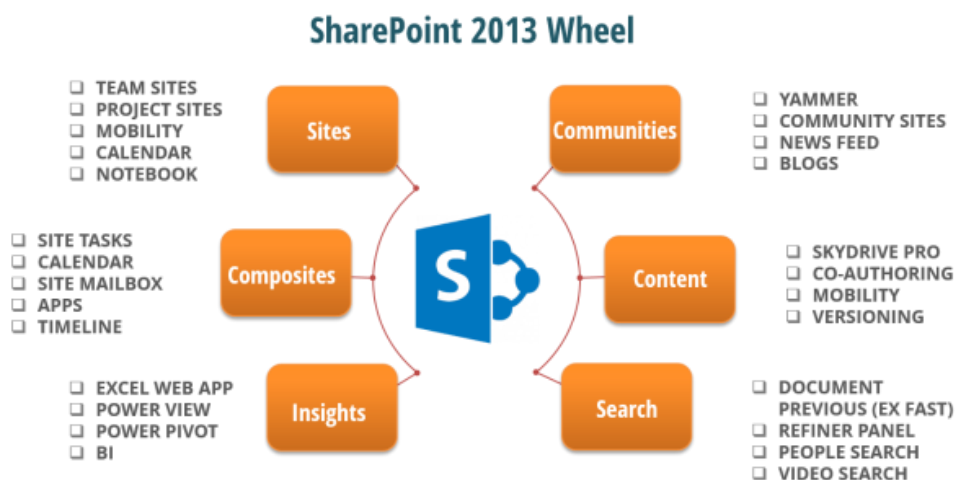 SharePoint 2013 Wheel
TEAM SITES
PROJECT SITES
MOBILITY
CALENDAR
NOTEBOOK
Sites
Communities
YAMMER
COMMUNITY SITES
NEWS FEED
BLOGS
SITE TASKS
CALENDAR
SITE MAILBOX
APPS
TIMELINE
Composites
S
Content
SKYDRIVE PRO
CO-AUTHORING
MOBILITY
VERSIONING
EXCEL WEB APP
POWER VIEW
POWER PIVOT
BI
Insights
Search
DOCUMENT
PREVIOUS (EX FAST)
REFINER PANEL
PEOPLE SEARCH
VIDEO SEARCH